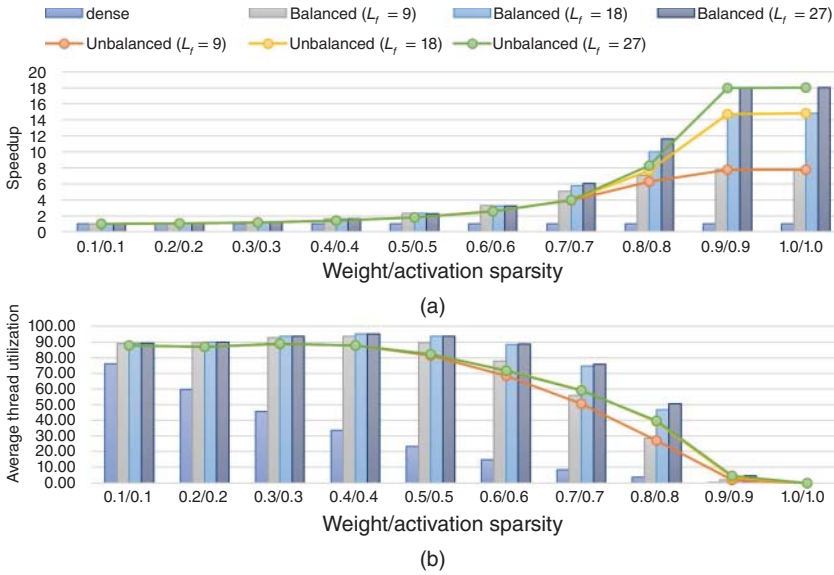 dense Balanced (Lf = 9) Balanced (Lf = 18) Balanced (Lf = 27)
Unbalanced (Lf = 9) Unbalanced (Lf = 18) Unbalanced (Lf = 27)
Speedup
20
18
16
14
12
10
8
6
4
2
0
0.1/0.1 0.2/0.2 0.3/0.3 0.4/0.4 0.5/0.5 0.6/0.6 0.7/0.7 0.8/0.8 0.9/0.9 1.0/1.0
Weight/activation sparsity
(a)
Average thread utilization
100.00
90.00
80.00
70.00
60.00
50.00
40.00
30.00
20.00
10.00
0.00
0.1/0.1 0.2/0.2 0.3/0.3 0.4/0.4 0.5/0.5 0.6/0.6 0.7/0.7 0.8/0.8 0.9/0.9 1.0/1.0
Weight/activation sparsity
(b)